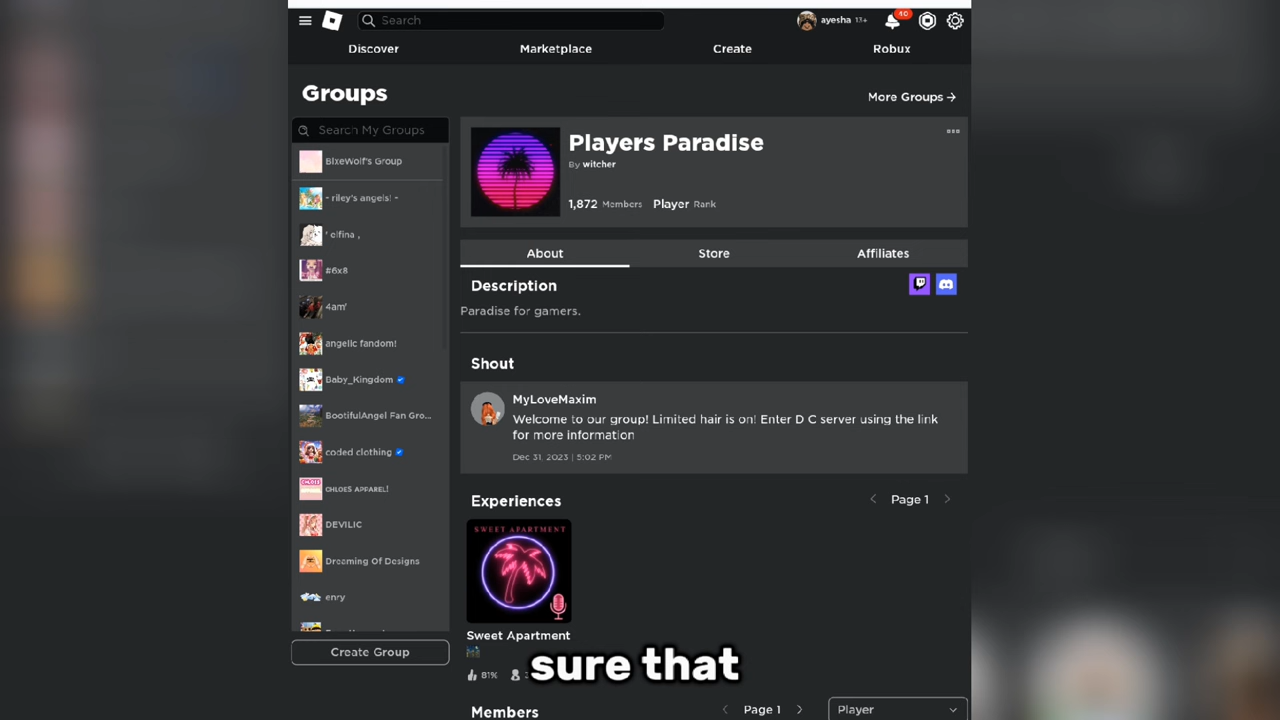 Search
ayesha 13+
40
Discover
Marketplace
Create
Robux
Groups
More Groups →
Search My Groups
BlxeWolf's Group
- riley's angels! -
' elfina ,
#6x8
4am'
angelic fandom!
Baby_Kingdom
BootifulAngel Fan Gro...
coded clothing
CHLOES APPAREL!
DEVILIC
Dreaming Of Designs
enry
Create Group
Players Paradise
By witcher
1,872 Members
Player Rank
About
Store
Affiliates
Description
Paradise for gamers.
Shout
MyLoveMaxim
Welcome to our group! Limited hair is on! Enter D C server using the link
for more information
Dec 31, 2023 | 5:02 PM
Experiences
Page 1
SWEET APARTMENT
Sweet Apartment
81%
sure that
Members
Page 1
Player